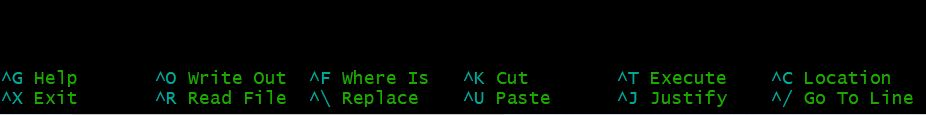 ^G Help ^O Write Out ^F Where Is ^K Cut ^T Execute ^C Location
^X Exit ^R Read File ^\ Replace ^U Paste ^J Justify ^/ Go To Line